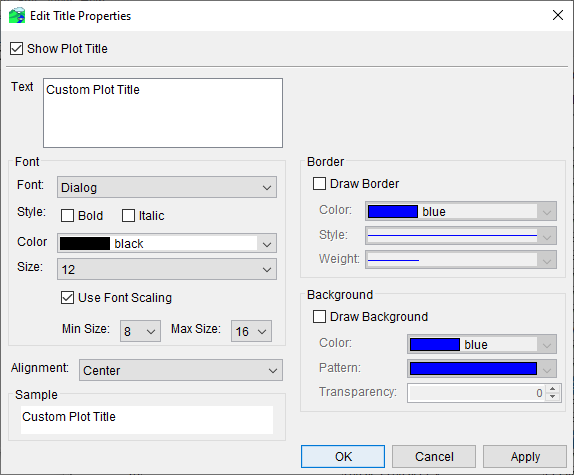 Edit Title Properties
Show Plot Title
Text
Custom Plot Title
Font
Font: Dialog
Style: Bold Italic
Color black
Size: 12
Use Font Scaling
Min Size: 8 Max Size: 16
Alignment: Center
Sample
Custom Plot Title
Border
Draw Border
Color: blue
Style:
Weight:
Background
Draw Background
Color: blue
Pattern:
Transparency: 0
OK Cancel Apply